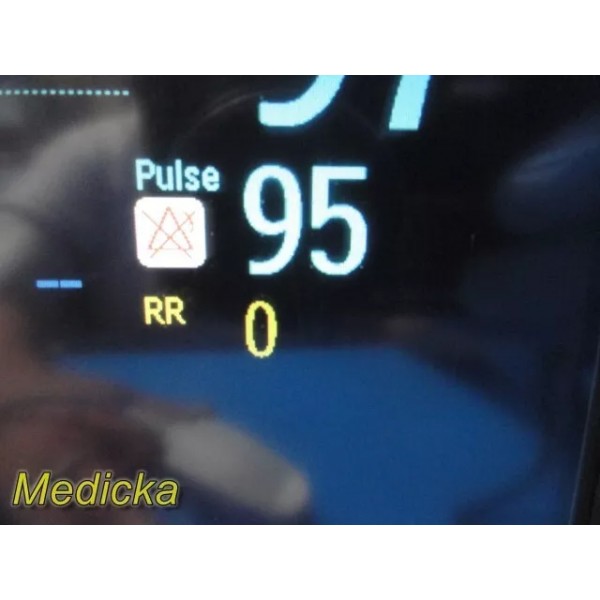 Pulse 95
--
RR 0
Medicka